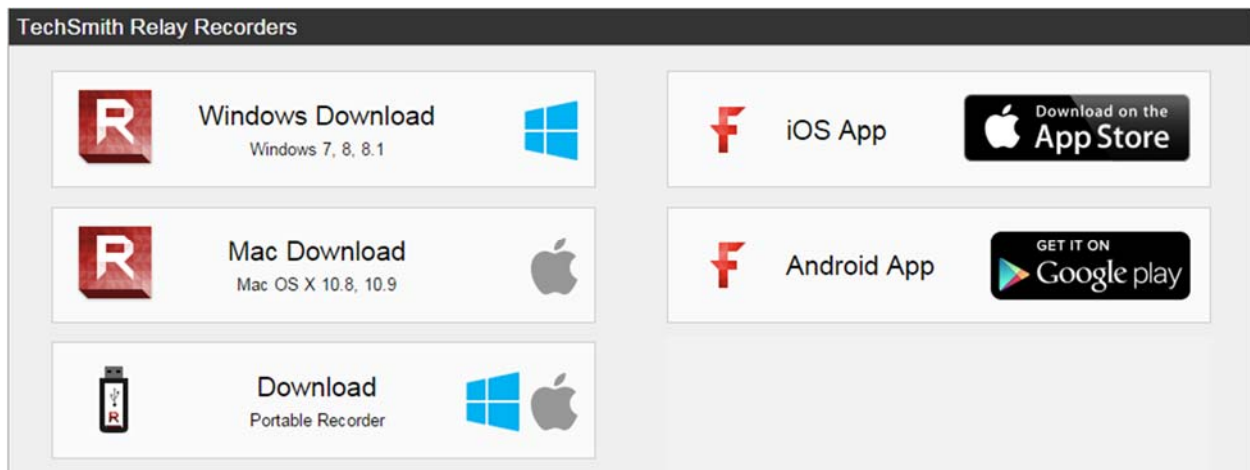 TechSmith Relay Recorders
R
Windows Download
Windows 7, 8, 8.1
R
Mac Download
Mac OS X 10.8, 10.9
R
Download
Portable Recorder
F
iOS App
Download on the
App Store
F
Android App
GET IT ON
Google play